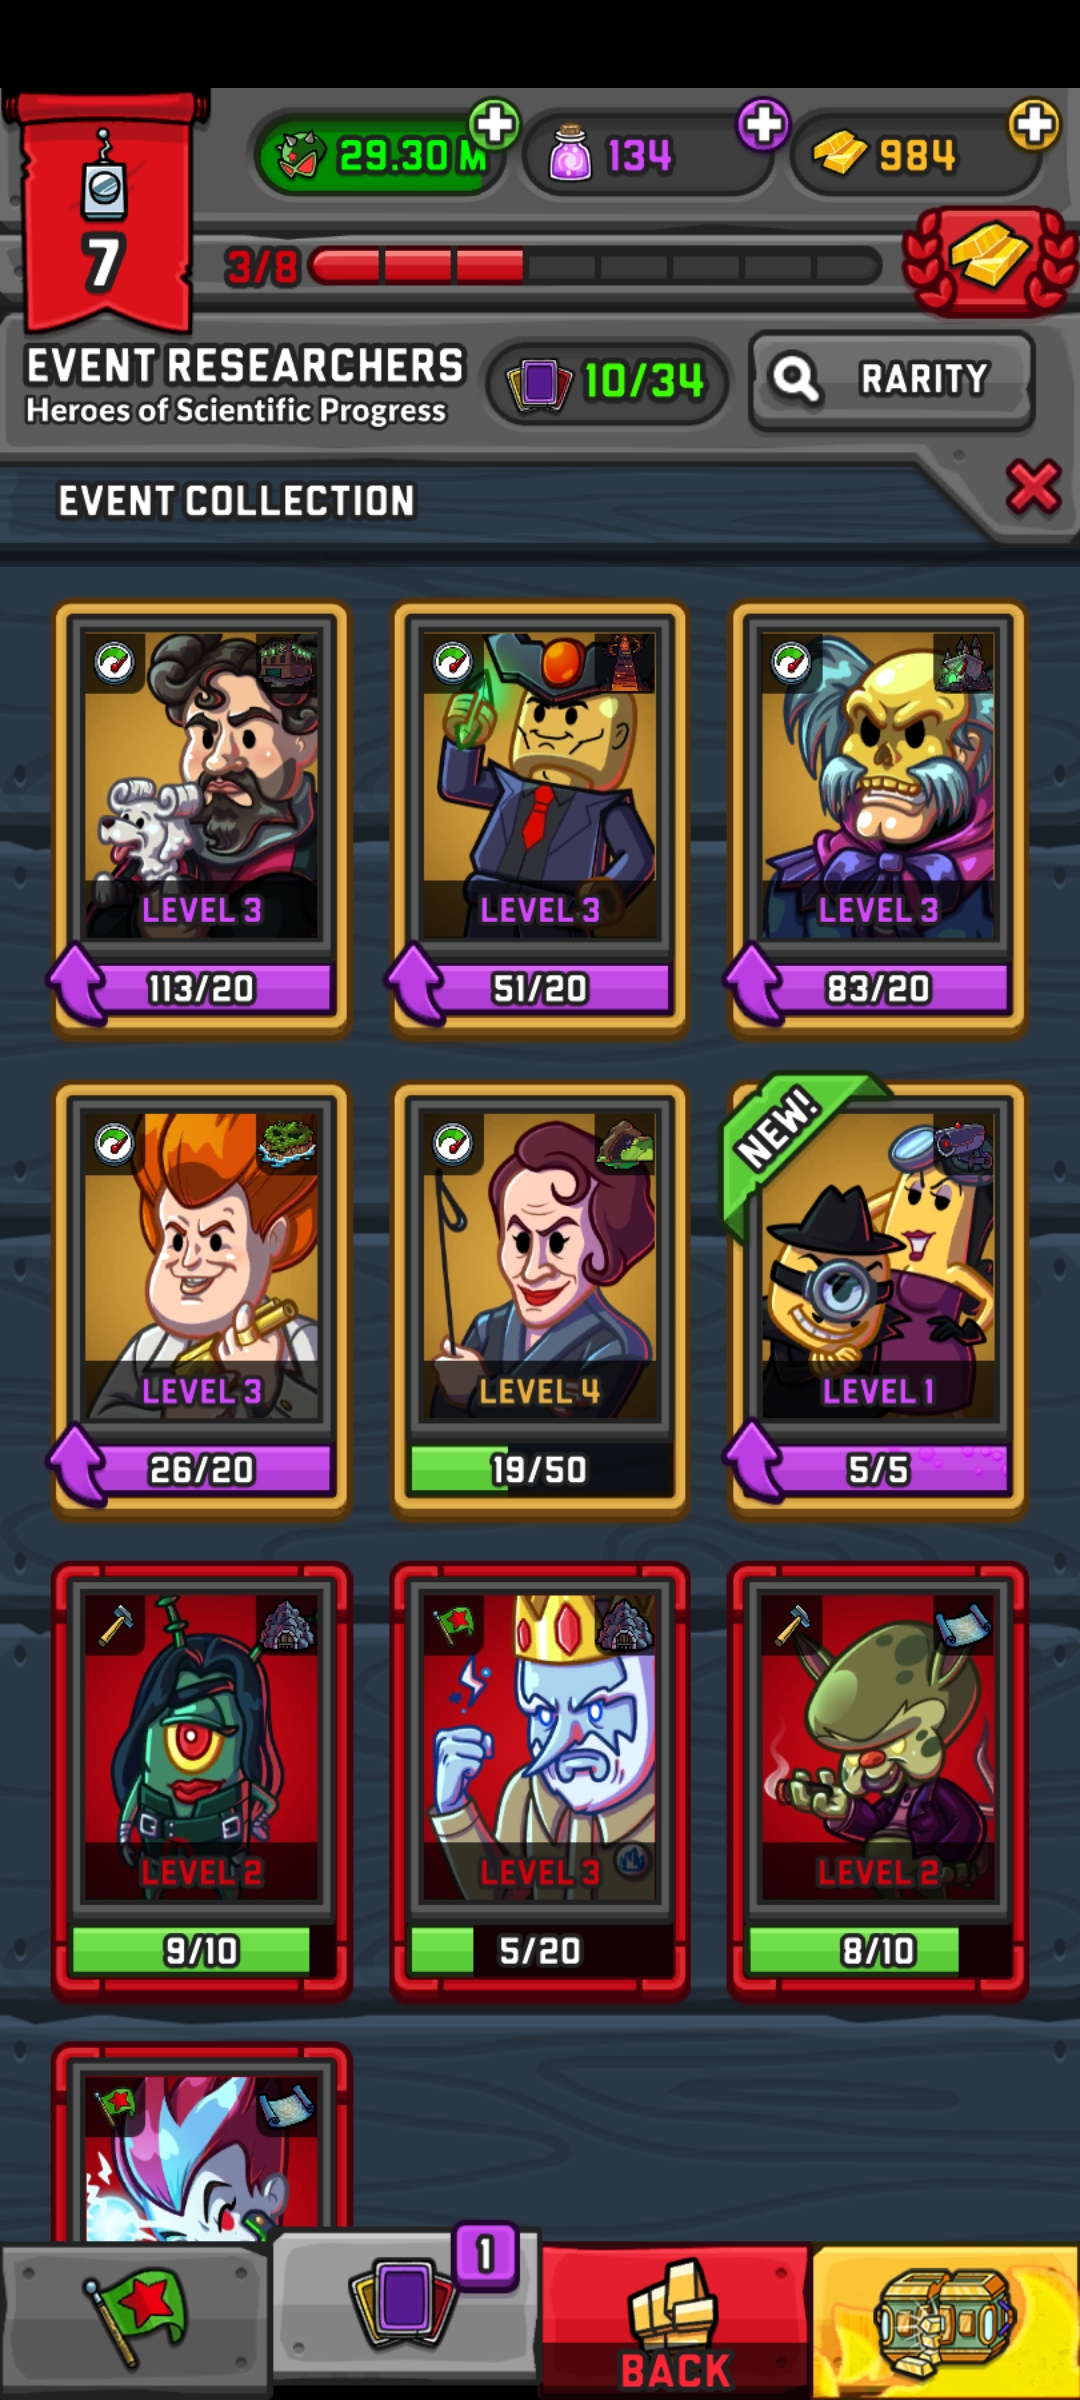 29.30 M
134
984
7
3/8
EVENT RESEARCHERS
Heroes of Scientific Progress
10/34
RARITY
EVENT COLLECTION
LEVEL 3
LEVEL 3
LEVEL 3
113/20
51/20
83/20
NEW!
LEVEL 3
LEVEL 4
LEVEL 1
26/20
19/50
5/5
LEVEL 2
LEVEL 3
LEVEL 2
9/10
5/20
8/10
1
BACK